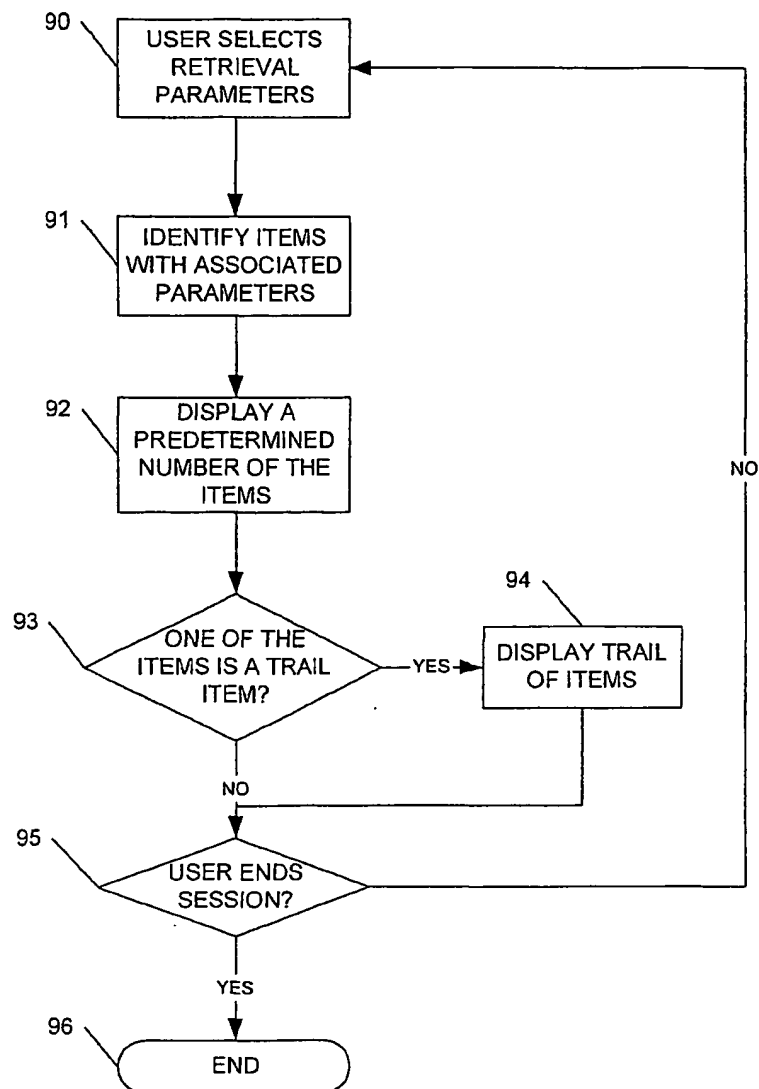 90
USER SELECTS
RETRIEVAL
PARAMETERS
91
IDENTIFY ITEMS
WITH ASSOCIATED
PARAMETERS
92
DISPLAY A
PREDETERMINED
NUMBER OF THE
ITEMS
NO
93
ONE OF THE
ITEMS IS A TRAIL
ITEM?
YES
94
DISPLAY TRAIL
OF ITEMS
NO
95
USER ENDS
SESSION?
YES
96
END